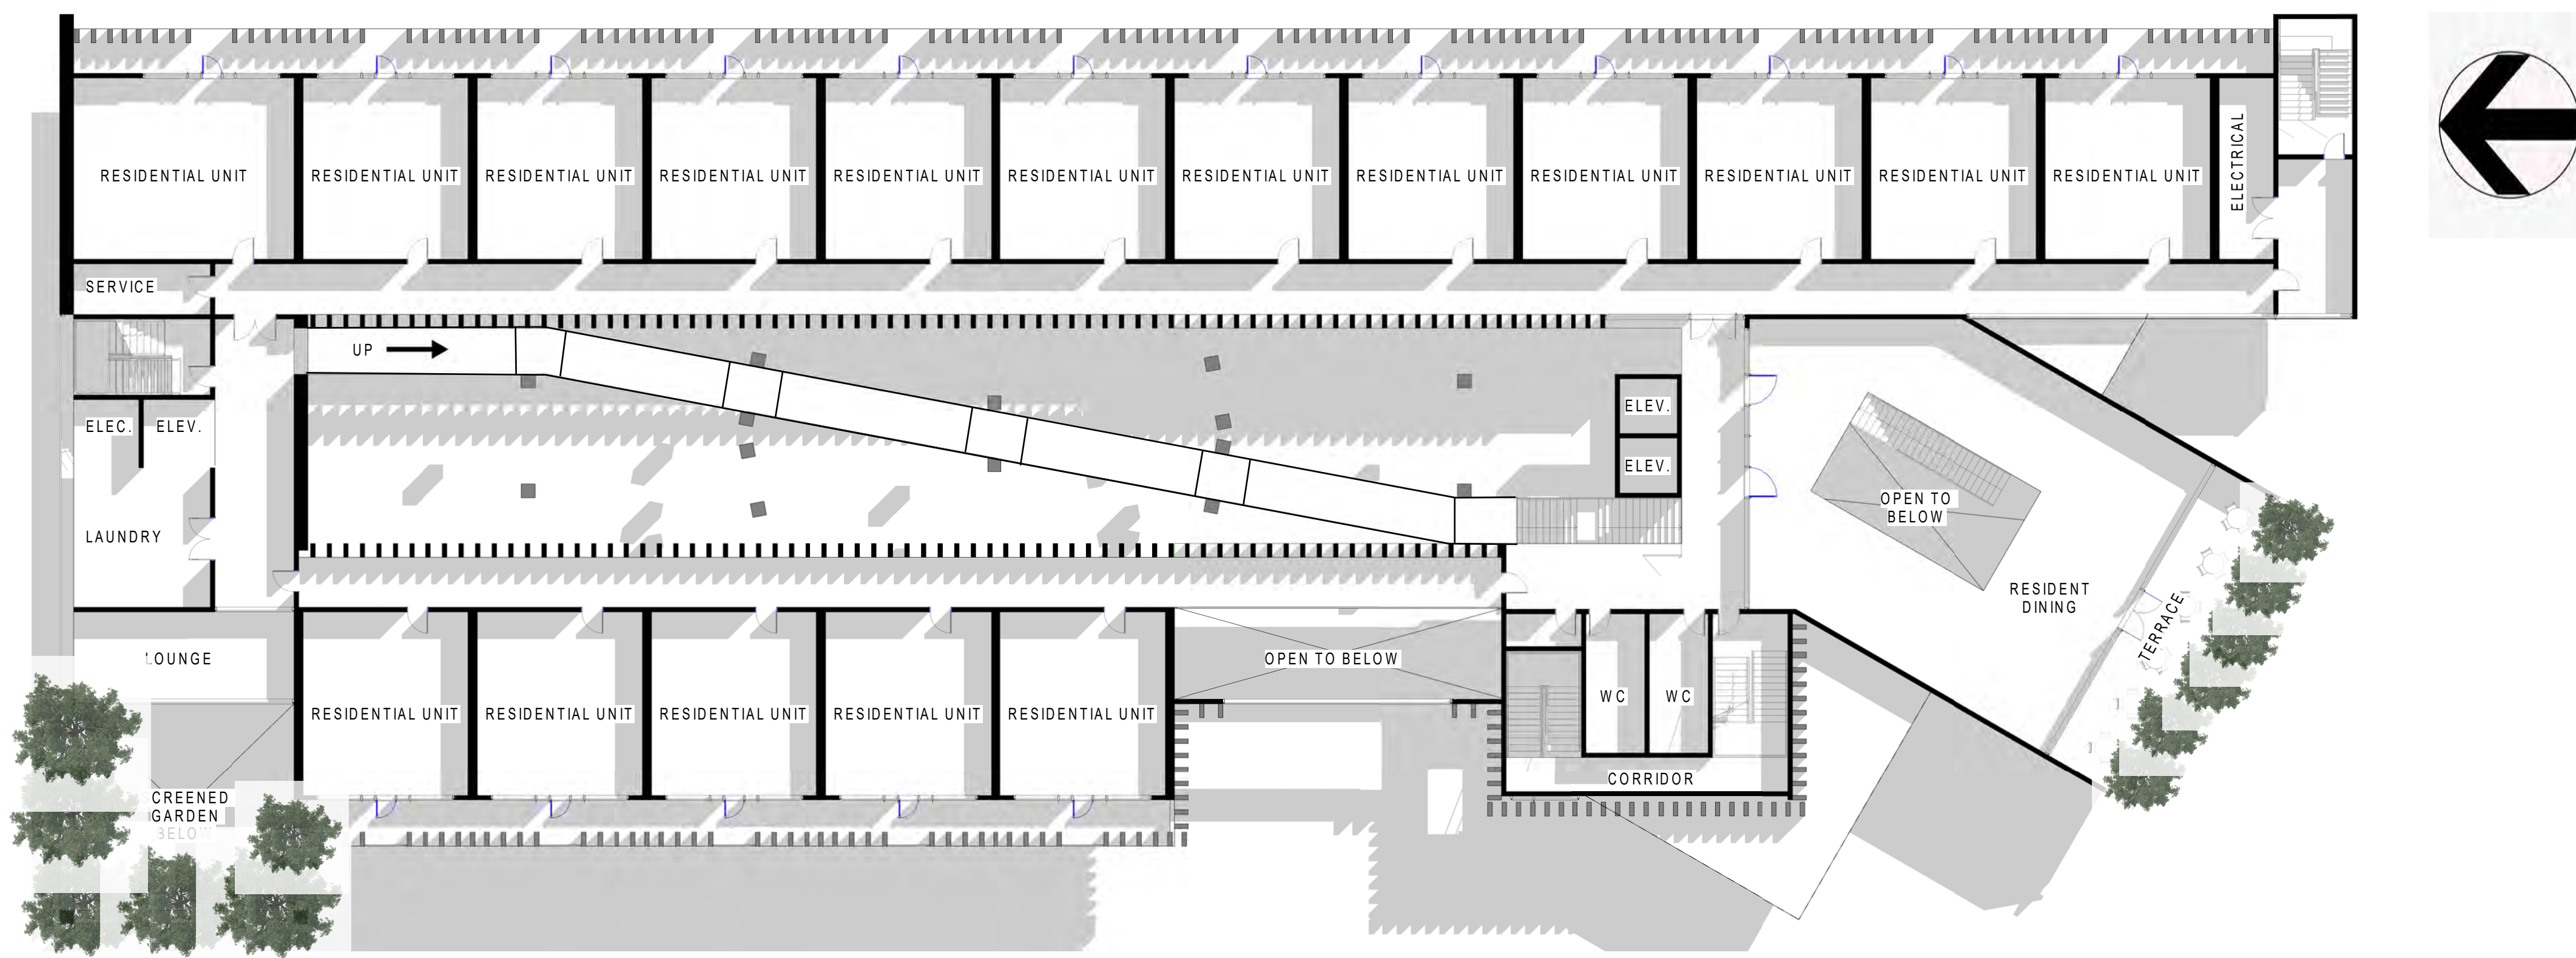 RESIDENTIAL UNIT
RESIDENTIAL UNIT
RESIDENTIAL UNIT
RESIDENTIAL UNIT
RESIDENTIAL UNIT
RESIDENTIAL UNIT
RESIDENTIAL UNIT
RESIDENTIAL UNIT
RESIDENTIAL UNIT
RESIDENTIAL UNIT
RESIDENTIAL UNIT
RESIDENTIAL UNIT
ELECTRICAL
SERVICE
UP
ELEC.
ELEV.
ELEV.
ELEV.
LAUNDRY
OPEN TO
BELOW
RESIDENT
DINING
TERRACE
LOUNGE
RESIDENTIAL UNIT
RESIDENTIAL UNIT
RESIDENTIAL UNIT
RESIDENTIAL UNIT
RESIDENTIAL UNIT
OPEN TO BELOW
WC
WC
CORRIDOR
CREENED
GARDEN
BELOW